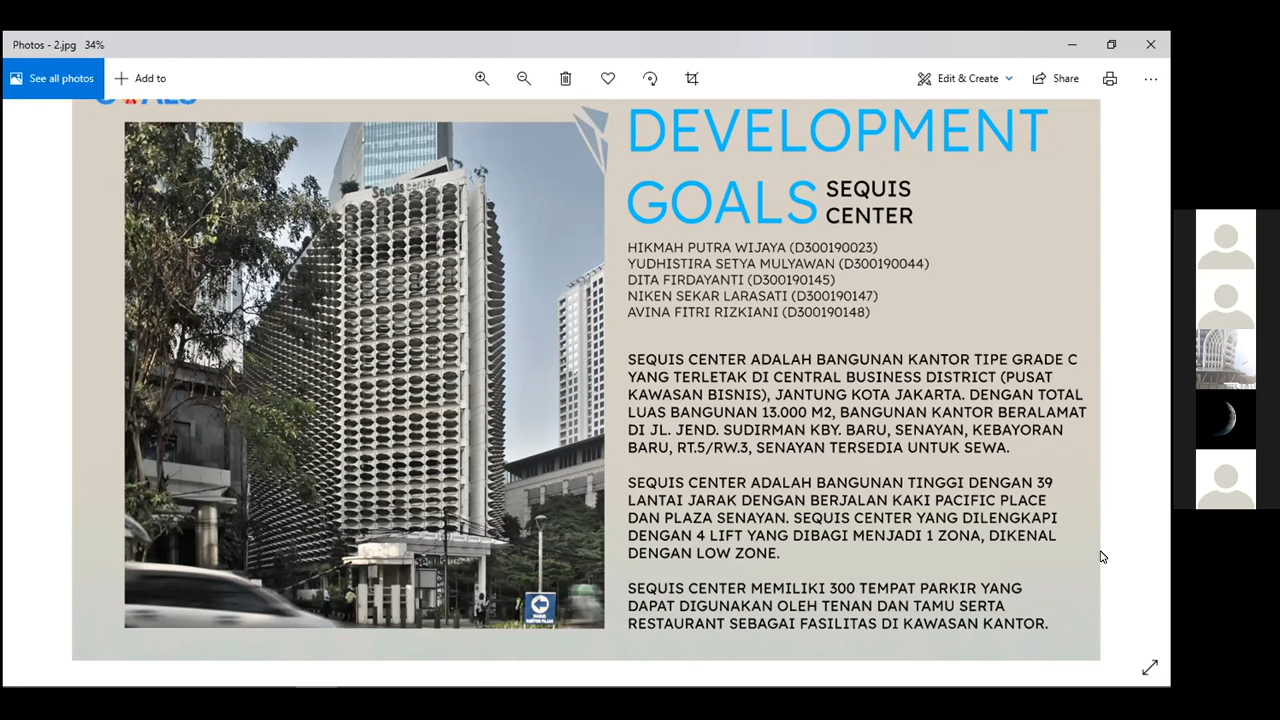 Photos - 2.jpg 34%
See all photos
Add to
Edit & Create
Share
GOALS
DEVELOPMENT
GOALS SEQUIS
CENTER
HIKMAH PUTRA WIJAYA (D300190023)
YUDHISTIRA SETYA MULYAWAN (D300190044)
DITA FIRDAYANTI (D300190145)
NIKEN SEKAR LARASATI (D300190147)
AVINA FITRI RIZKIANI (D300190148)
SEQUIS CENTER ADALAH BANGUNAN KANTOR TIPE GRADE C
YANG TERLETAK DI CENTRAL BUSINESS DISTRICT (PUSAT
KAWASAN BISNIS), JANTUNG KOTA JAKARTA. DENGAN TOTAL
LUAS BANGUNAN 13.000 M2, BANGUNAN KANTOR BERALAMAT
DI JL. JEND. SUDIRMAN KBY. BARU, SENAYAN, KEBAYORAN
BARU, RT.5/RW.3, SENAYAN TERSEDIA UNTUK SEWA.
SEQUIS CENTER ADALAH BANGUNAN TINGGI DENGAN 39
LANTAI JARAK DENGAN BERJALAN KAKI PACIFIC PLACE
DAN PLAZA SENAYAN. SEQUIS CENTER YANG DILENGKAPI
DENGAN 4 LIFT YANG DIBAGI MENJADI 1 ZONA, DIKENAL
DENGAN LOW ZONE.
SEQUIS CENTER MEMILIKI 300 TEMPAT PARKIR YANG
DAPAT DIGUNAKAN OLEH TENAN DAN TAMU SERTA
RESTAURANT SEBAGAI FASILITAS DI KAWASAN KANTOR.
Sequis center